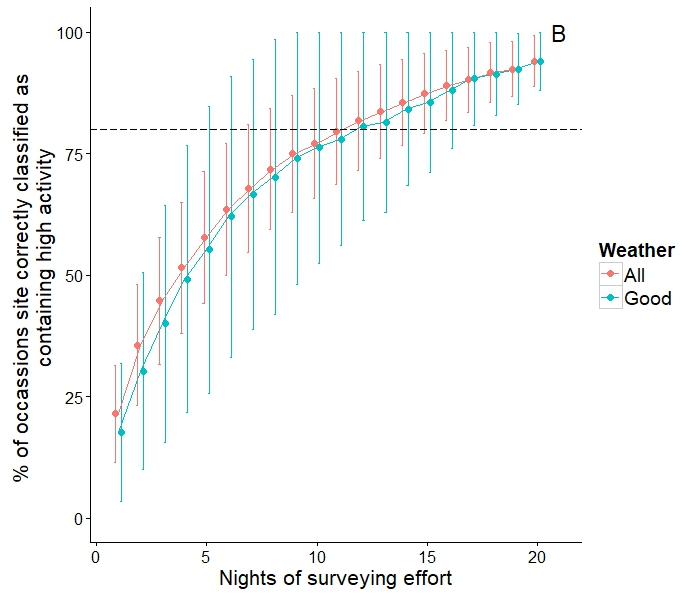 B
100
75
50
25
0
% of occassions site correctly classified as
containing high activity
0 5 10 15 20
Nights of surveying effort
Weather
All
Good